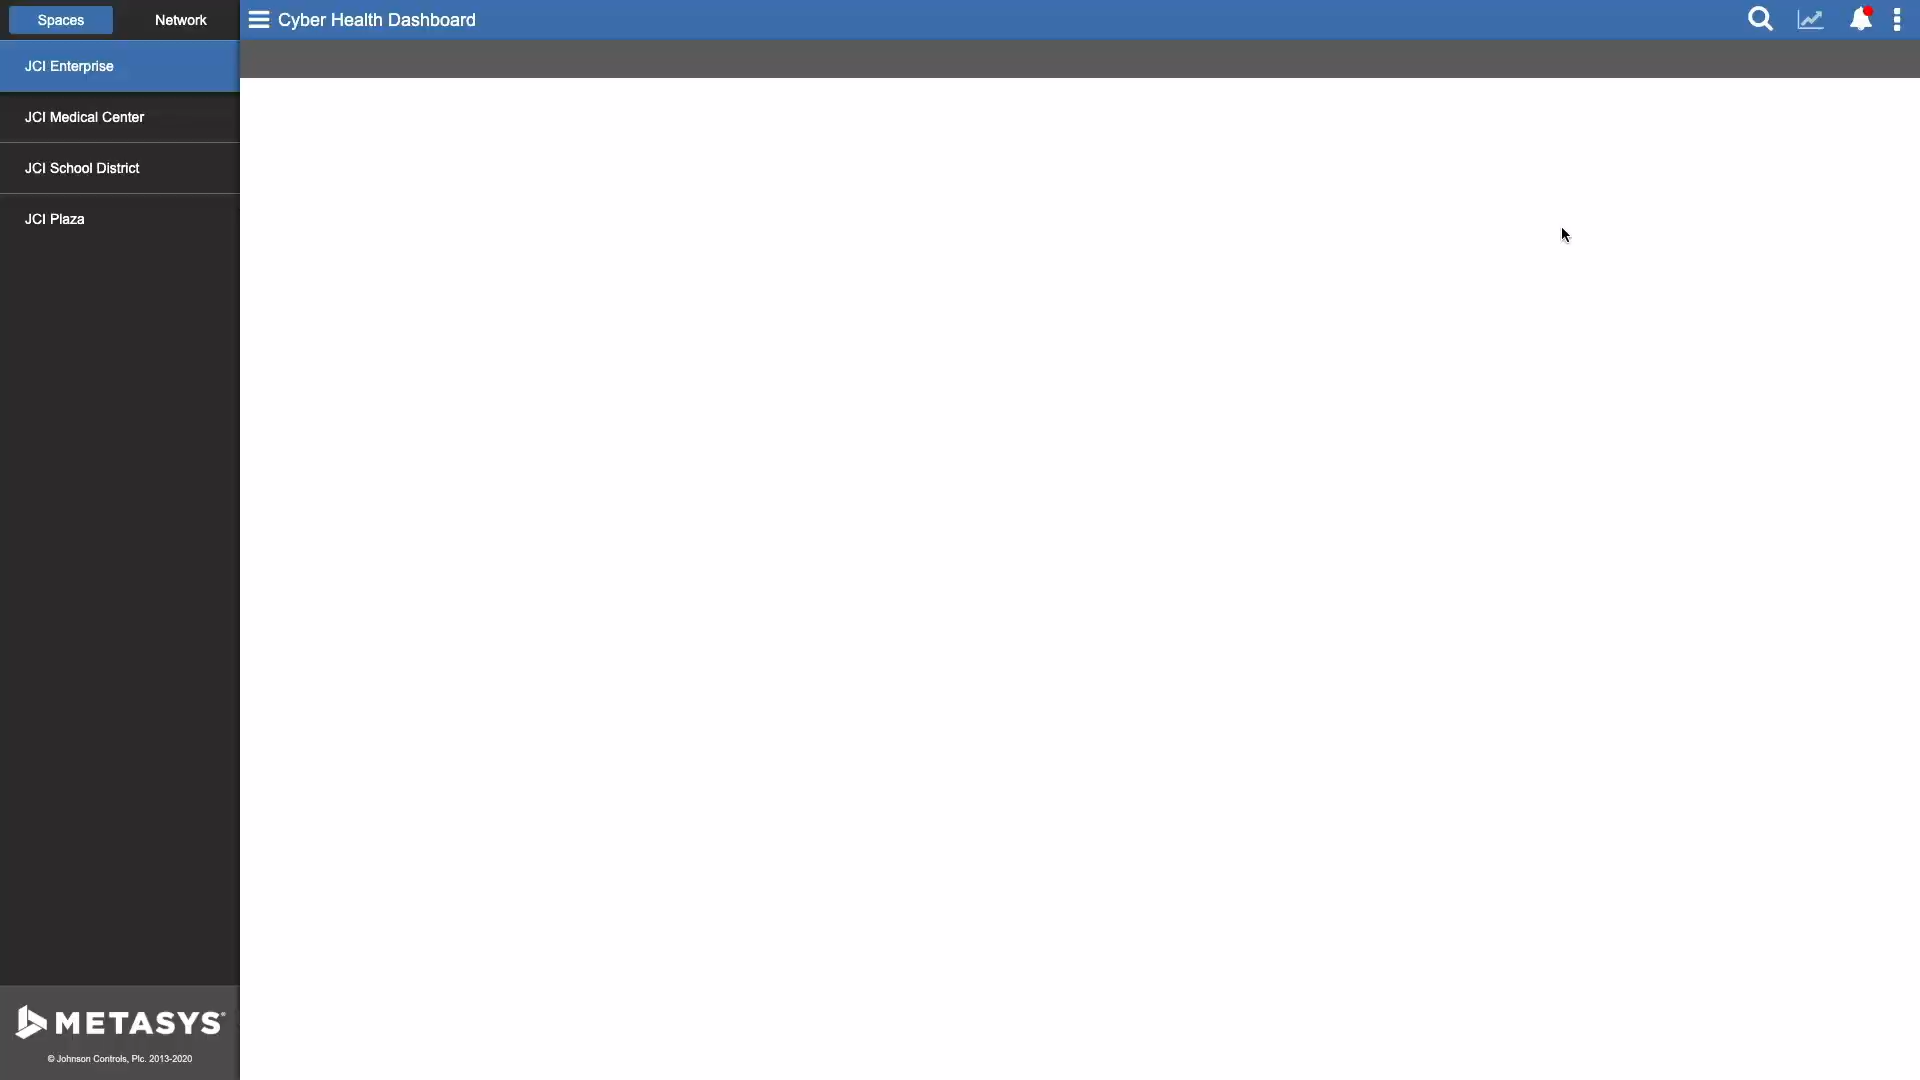 Spaces
Network
Cyber Health Dashboard
JCI Enterprise
JCI Medical Center
JCI School District
JCI Plaza
METASYS®
© Johnson Controls, Plc. 2013-2020